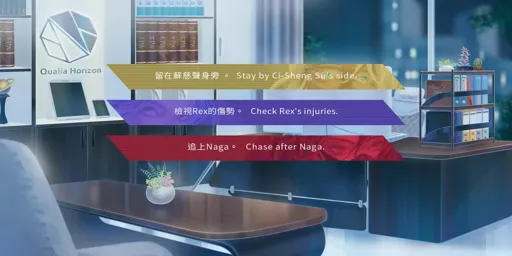 Qualia Horizon
留在蘇慈聲身旁。 Stay by Ci-Sheng Su's side.
檢視Rex的傷勢。 Check Rex's injuries.
追上Naga。 Chase after Naga.